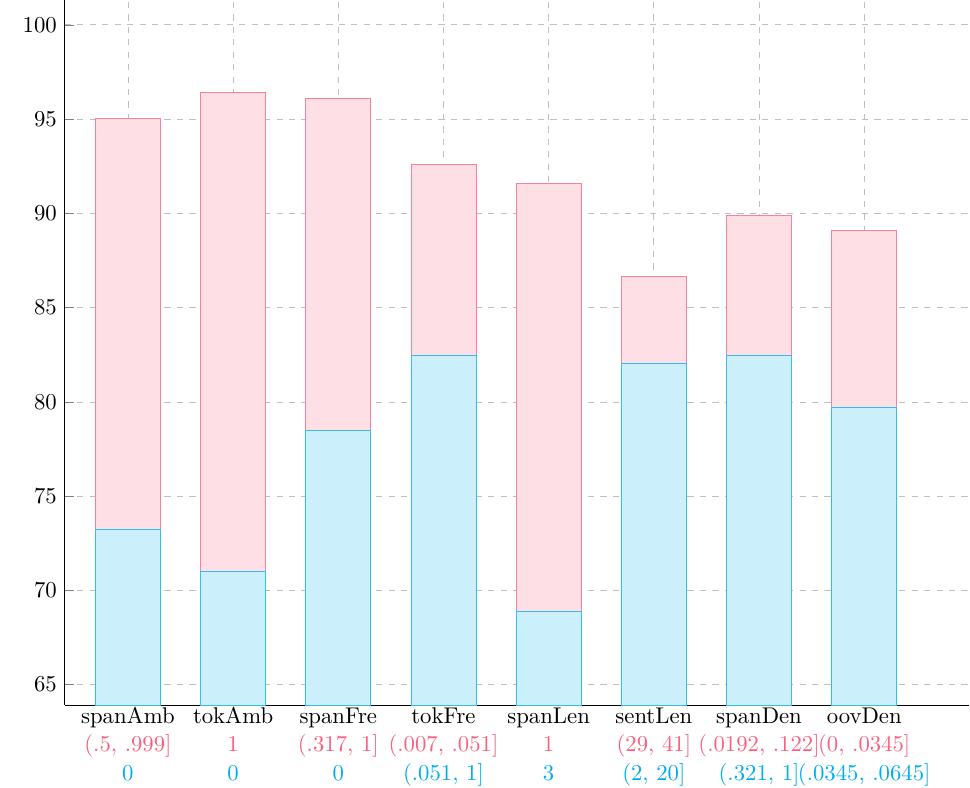 100
95
90
85
80
75
70
65
spanAmb tokAmb spanFre tokFre spanLen sentLen spanDen oovDen
(.5, .999] 1 (.317, 1] (.007, .051] 1 (29, 41] (.0192, .122] (0, .0345]
0 0 0 (.051, 1] 3 (2, 20] (.321, 1] (.0345, .0645]